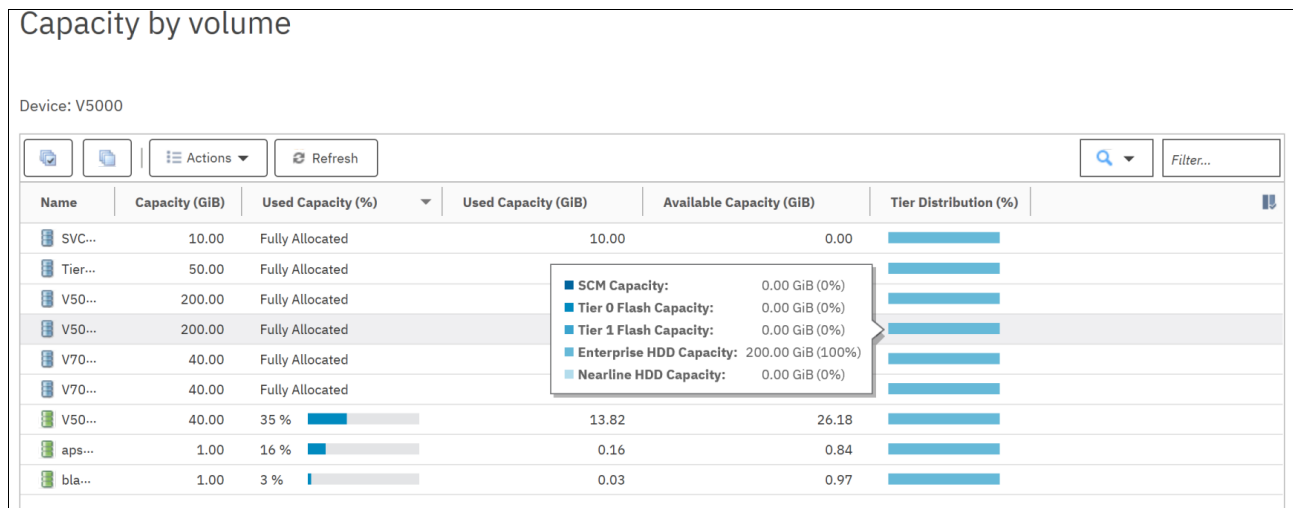 Capacity by volume
Device: V5000
Actions Refresh Filter...
Name Capacity (GiB) Used Capacity (%) Used Capacity (GiB) Available Capacity (GiB) Tier Distribution (%)
SVC... 10.00 Fully Allocated 10.00 0.00
Tier... 50.00 Fully Allocated
V50... 200.00 Fully Allocated
V50... 200.00 Fully Allocated
V70... 40.00 Fully Allocated
V70... 40.00 Fully Allocated
V50... 40.00 35 % 13.82 26.18
aps... 1.00 16 % 0.16 0.84
bla... 1.00 3 % 0.03 0.97
SCM Capacity: 0.00 GiB (0%)
Tier 0 Flash Capacity: 0.00 GiB (0%)
Tier 1 Flash Capacity: 0.00 GiB (0%)
Enterprise HDD Capacity: 200.00 GiB (100%)
Nearline HDD Capacity: 0.00 GiB (0%)